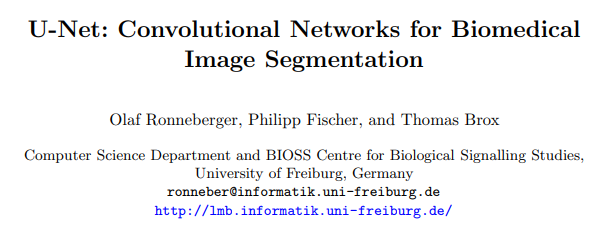 U-Net: Convolutional Networks for Biomedical
Image Segmentation
Olaf Ronneberger, Philipp Fischer, and Thomas Brox
Computer Science Department and BIOSS Centre for Biological Signalling Studies,
University of Freiburg, Germany
ronneber@informatik.uni-freiburg.de
http://lmb.informatik.uni-freiburg.de/